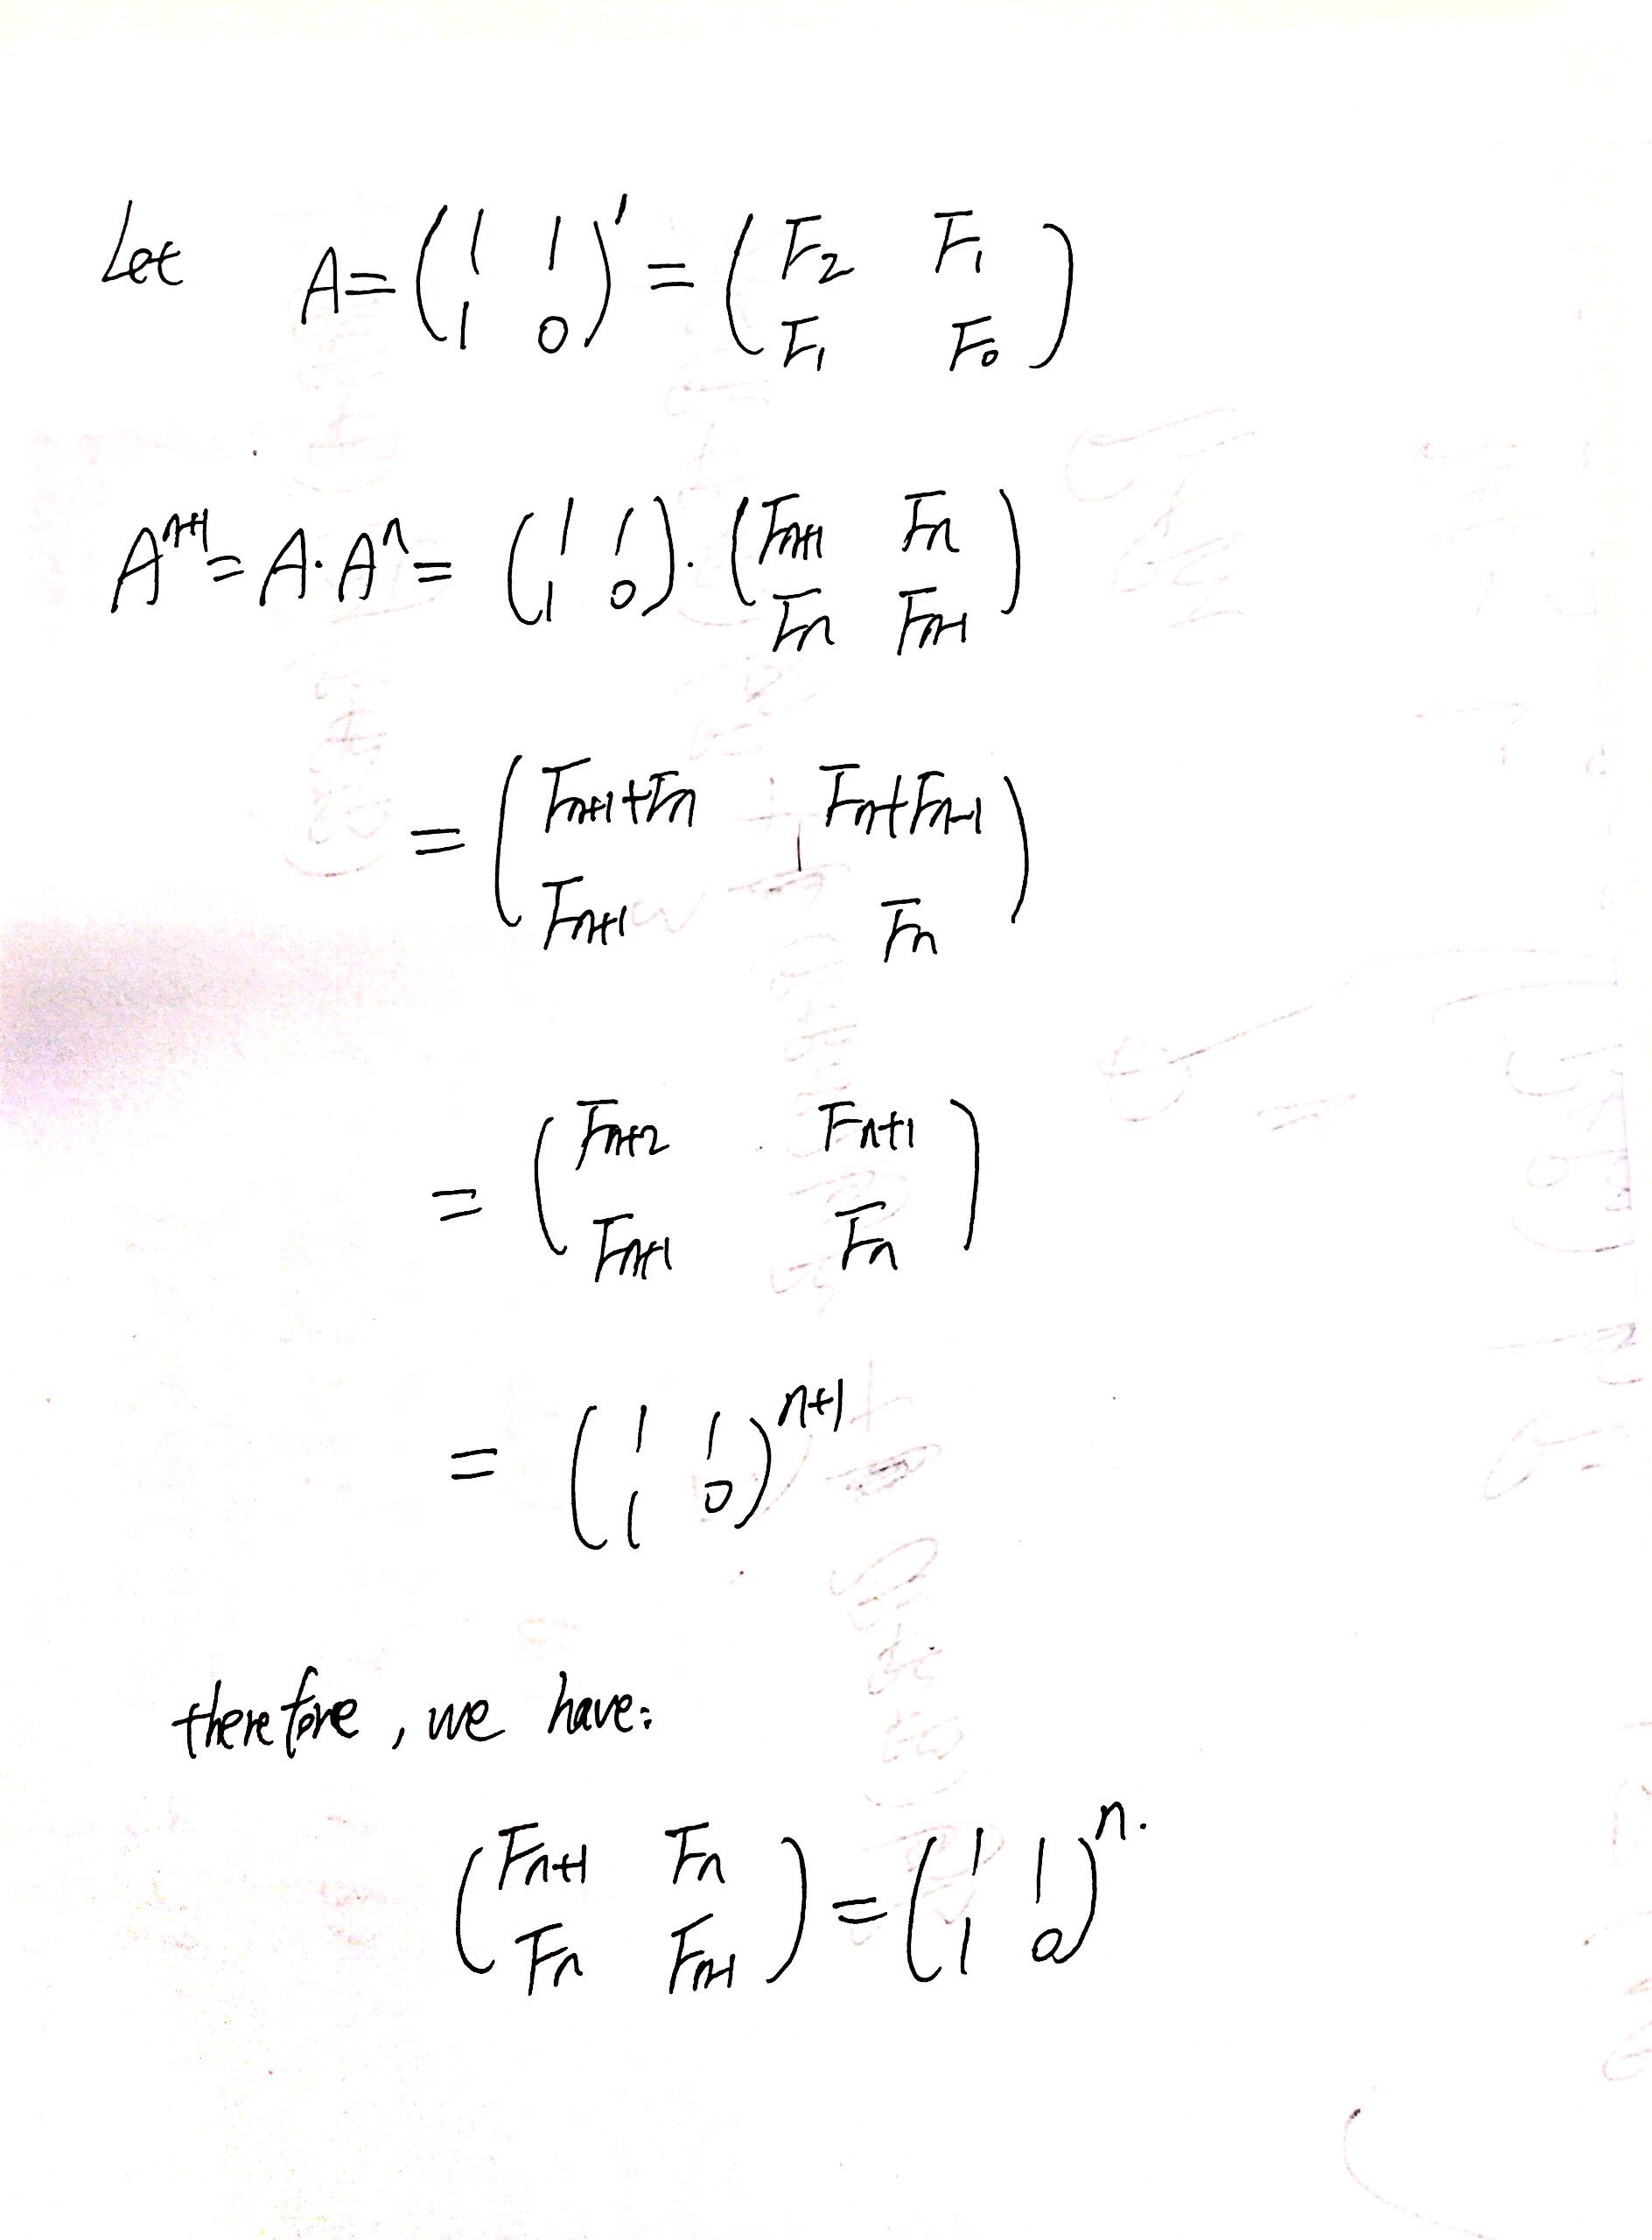 Let A = \begin{pmatrix} 1 & 1 \\ 1 & 0 \end{pmatrix}^1 = \begin{pmatrix} F_2 & F_1 \\ F_1 & F_0 \end{pmatrix}
A^{n+1} = A \cdot A^n = \begin{pmatrix} 1 & 1 \\ 1 & 0 \end{pmatrix} \cdot \begin{pmatrix} F_{n+1} & F_n \\ F_n & F_{n-1} \end{pmatrix}
= \begin{pmatrix} F_{n+1}+F_n & F_n+F_{n-1} \\ F_{n+1} & F_n \end{pmatrix}
= \begin{pmatrix} F_{n+2} & F_{n+1} \\ F_{n+1} & F_n \end{pmatrix}
= \begin{pmatrix} 1 & 1 \\ 1 & 0 \end{pmatrix}^{n+1}
therefore, we have:
\begin{pmatrix} F_{n+1} & F_n \\ F_n & F_{n-1} \end{pmatrix} = \begin{pmatrix} 1 & 1 \\ 1 & 0 \end{pmatrix}^n.